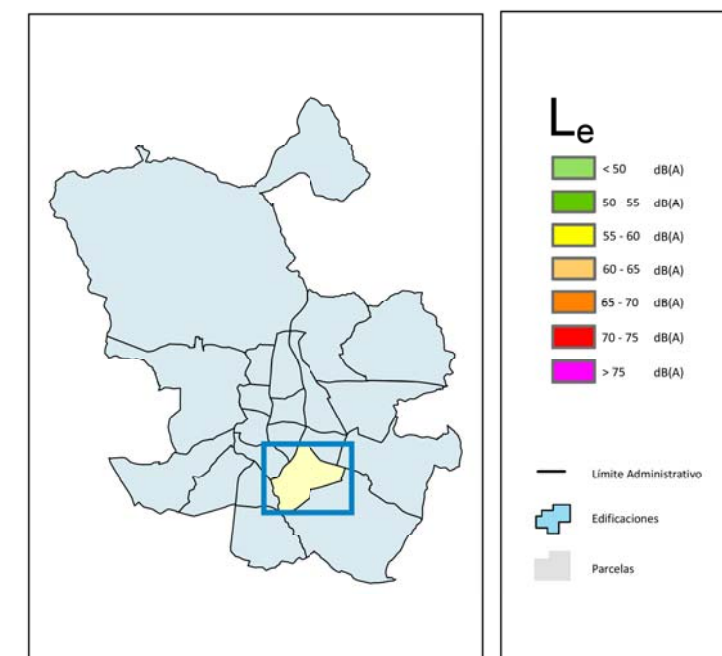 Le
< 50 dB(A)
50 - 55 dB(A)
55 - 60 dB(A)
60 - 65 dB(A)
65 - 70 dB(A)
70 - 75 dB(A)
> 75 dB(A)
Límite Administrativo
Edificaciones
Parcelas